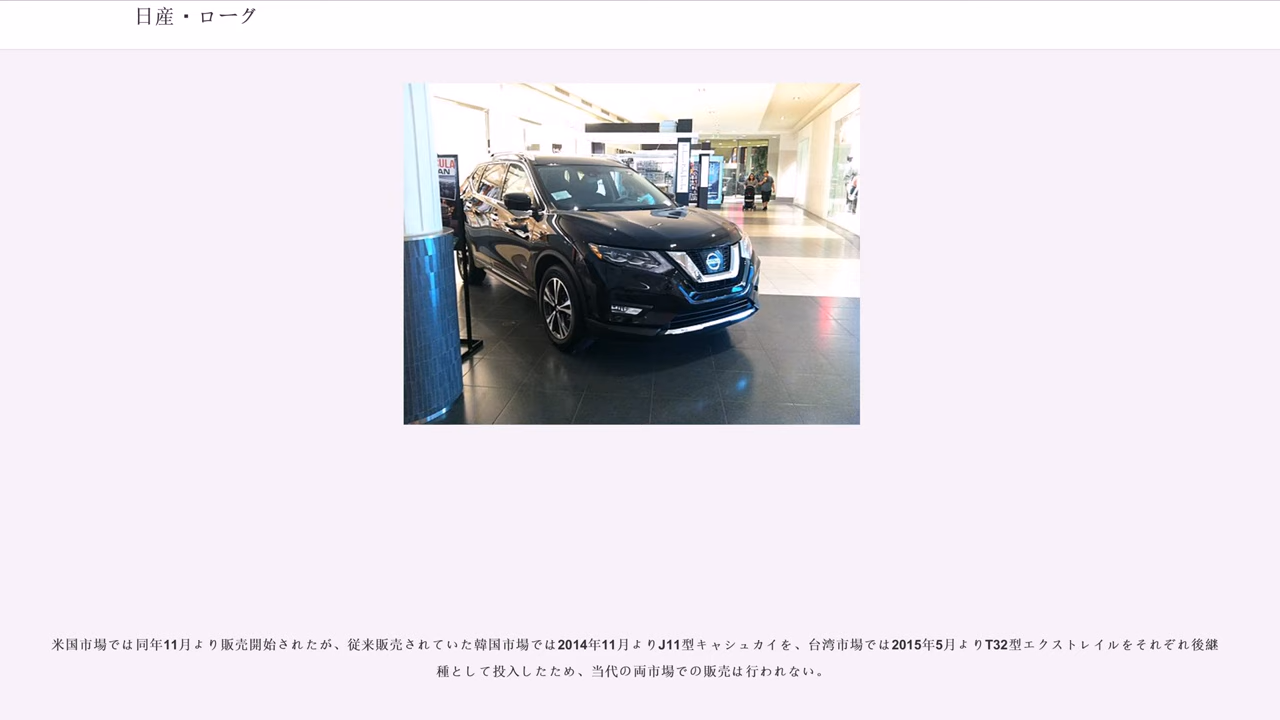 日産・ローグ
ULA
AN
米国市場では同年11月より販売開始されたが、従来販売されていた韓国市場では2014年11月よりJ11型キャシュカイを、台湾市場では2015年5月よりT32型エクストレイルをそれぞれ後継
種として投入したため、当代の両市場での販売は行われない。